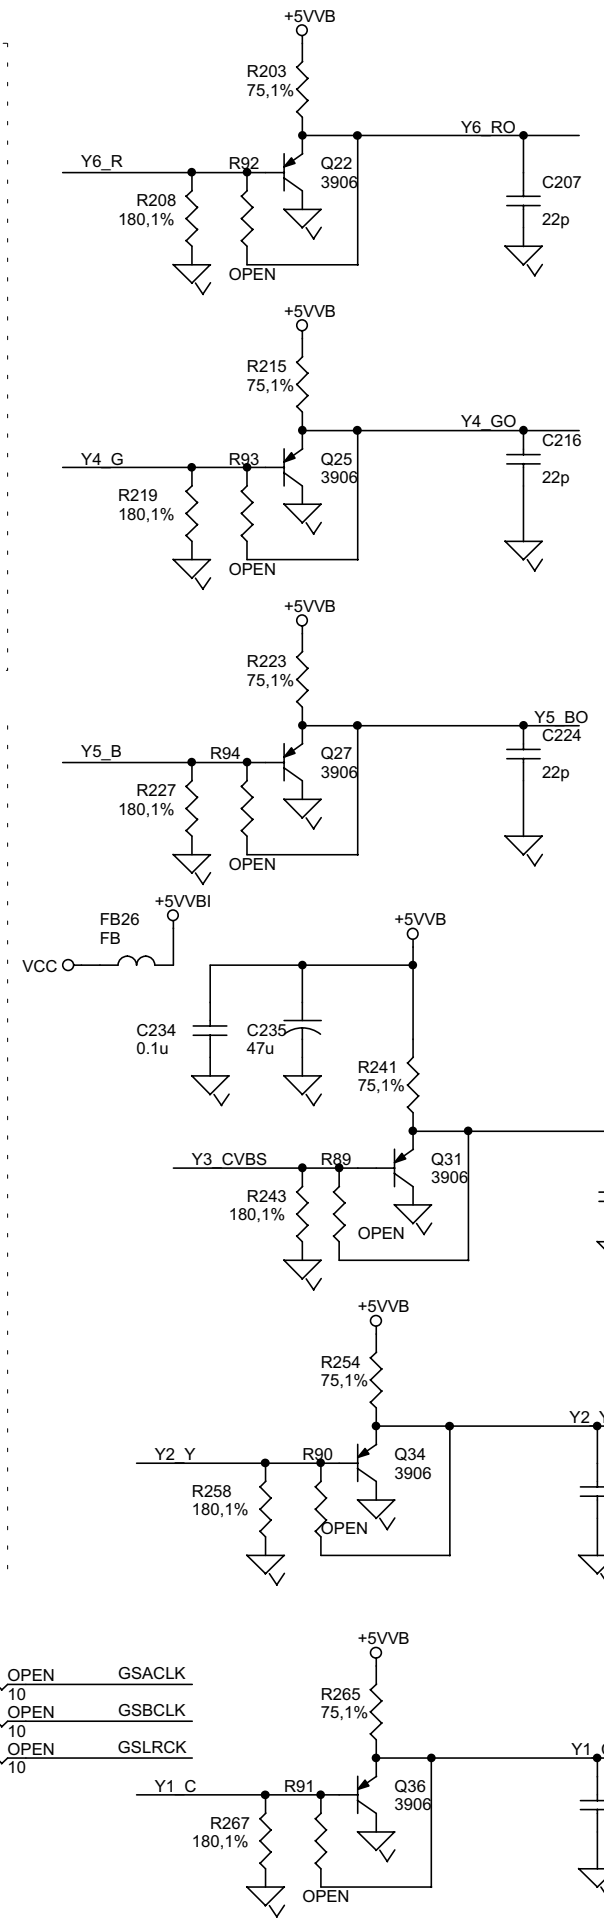 +5VVB
R203
75,1%
Y6_RO
Y6_R
R92
Q22
3906
C207
R208
180,1%
22p
OPEN
+5VVB
R215
75,1%
Y4_GO
C216
Y4_G
R93
Q25
3906
22p
R219
180,1%
OPEN
+5VVB
R223
75,1%
Y5_BO
C224
Y5_B
R94
Q27
3906
22p
R227
180,1%
OPEN
+5VVBI
FB26
FB
VCC
+5VVB
C234
0.1u
C235
47u
R241
75,1%
Y3_CVBS
R89
Q31
3906
R243
180,1%
OPEN
+5VVB
R254
75,1%
Y2_Y
Y2_Y
R90
Q34
3906
R258
180,1%
OPEN
+5VVB
OPEN
GSACLK
10
R265
75,1%
OPEN
GSBCLK
10
OPEN
GSLRCK
10
Y1_C
Y1_C
R91
Q36
3906
R267
180,1%
OPEN